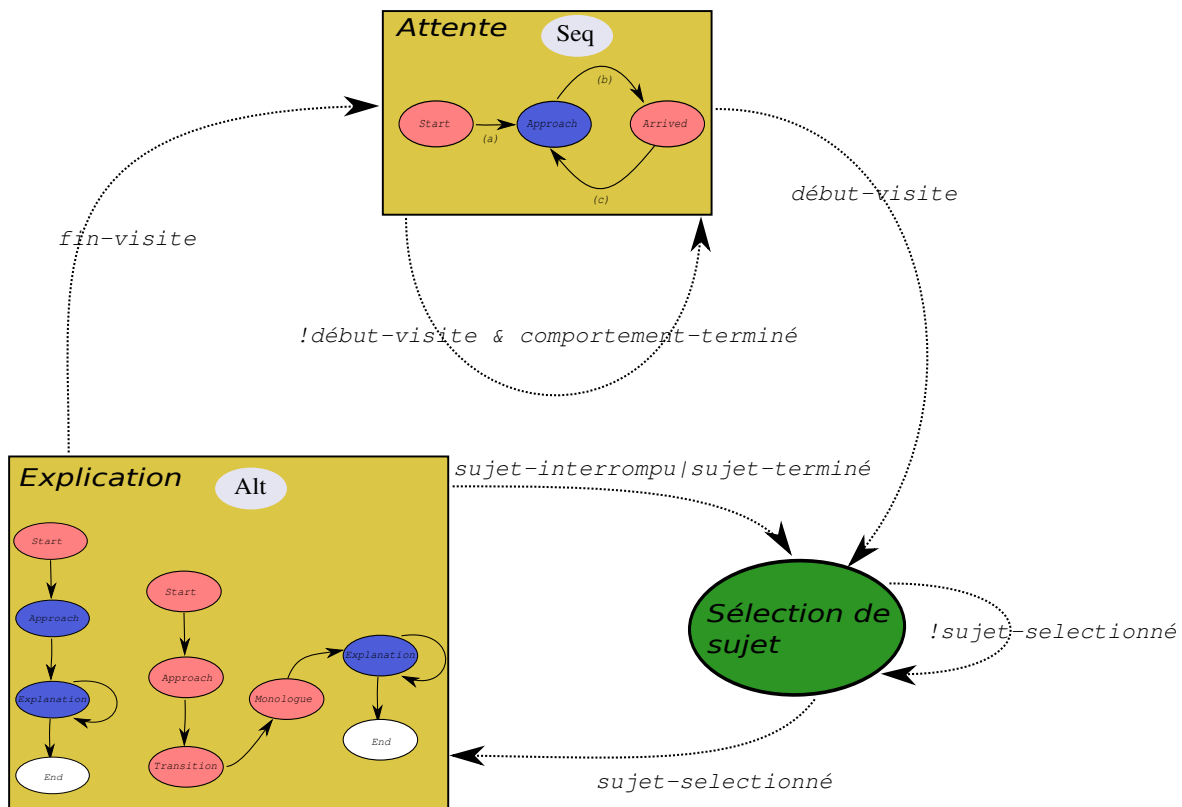 Attente
Seq
(b)
Start
Approach
Arrived
(a)
(c)
début-visite
fin-visite
!début-visite & comportement-terminé
Explication
Alt
sujet-interrompu|sujet-terminé
Start
Start
Approach
Explanation
Approach
Explanation
Monologue
End
Transition
End
Sélection de
sujet
!sujet-selectionné
sujet-selectionné